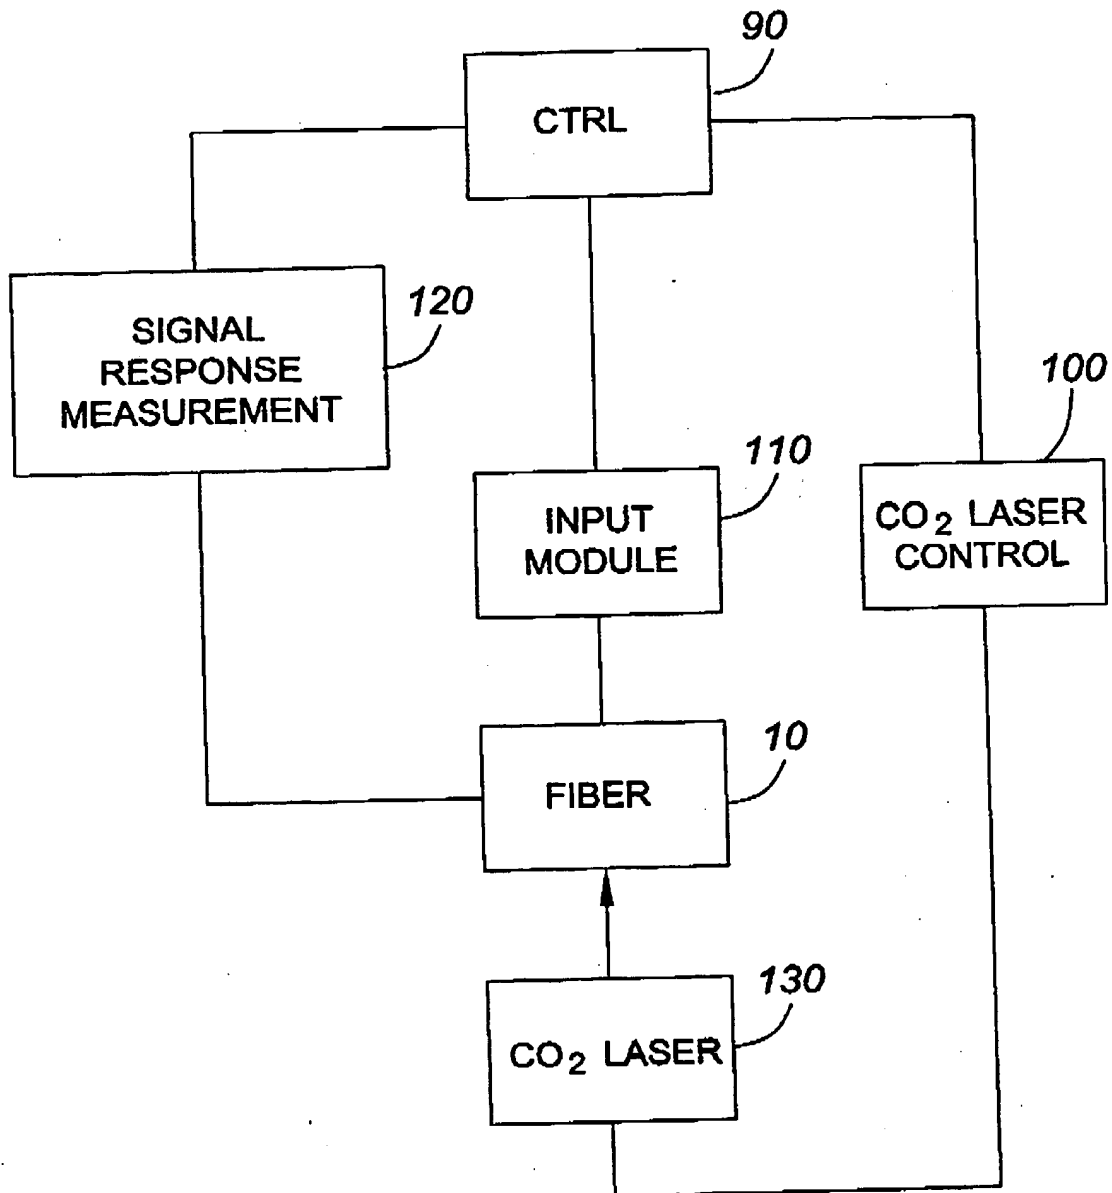 90
CTRL
120
SIGNAL
RESPONSE
MEASUREMENT
100
110
INPUT
MODULE
CO₂ LASER
CONTROL
10
FIBER
130
CO₂ LASER